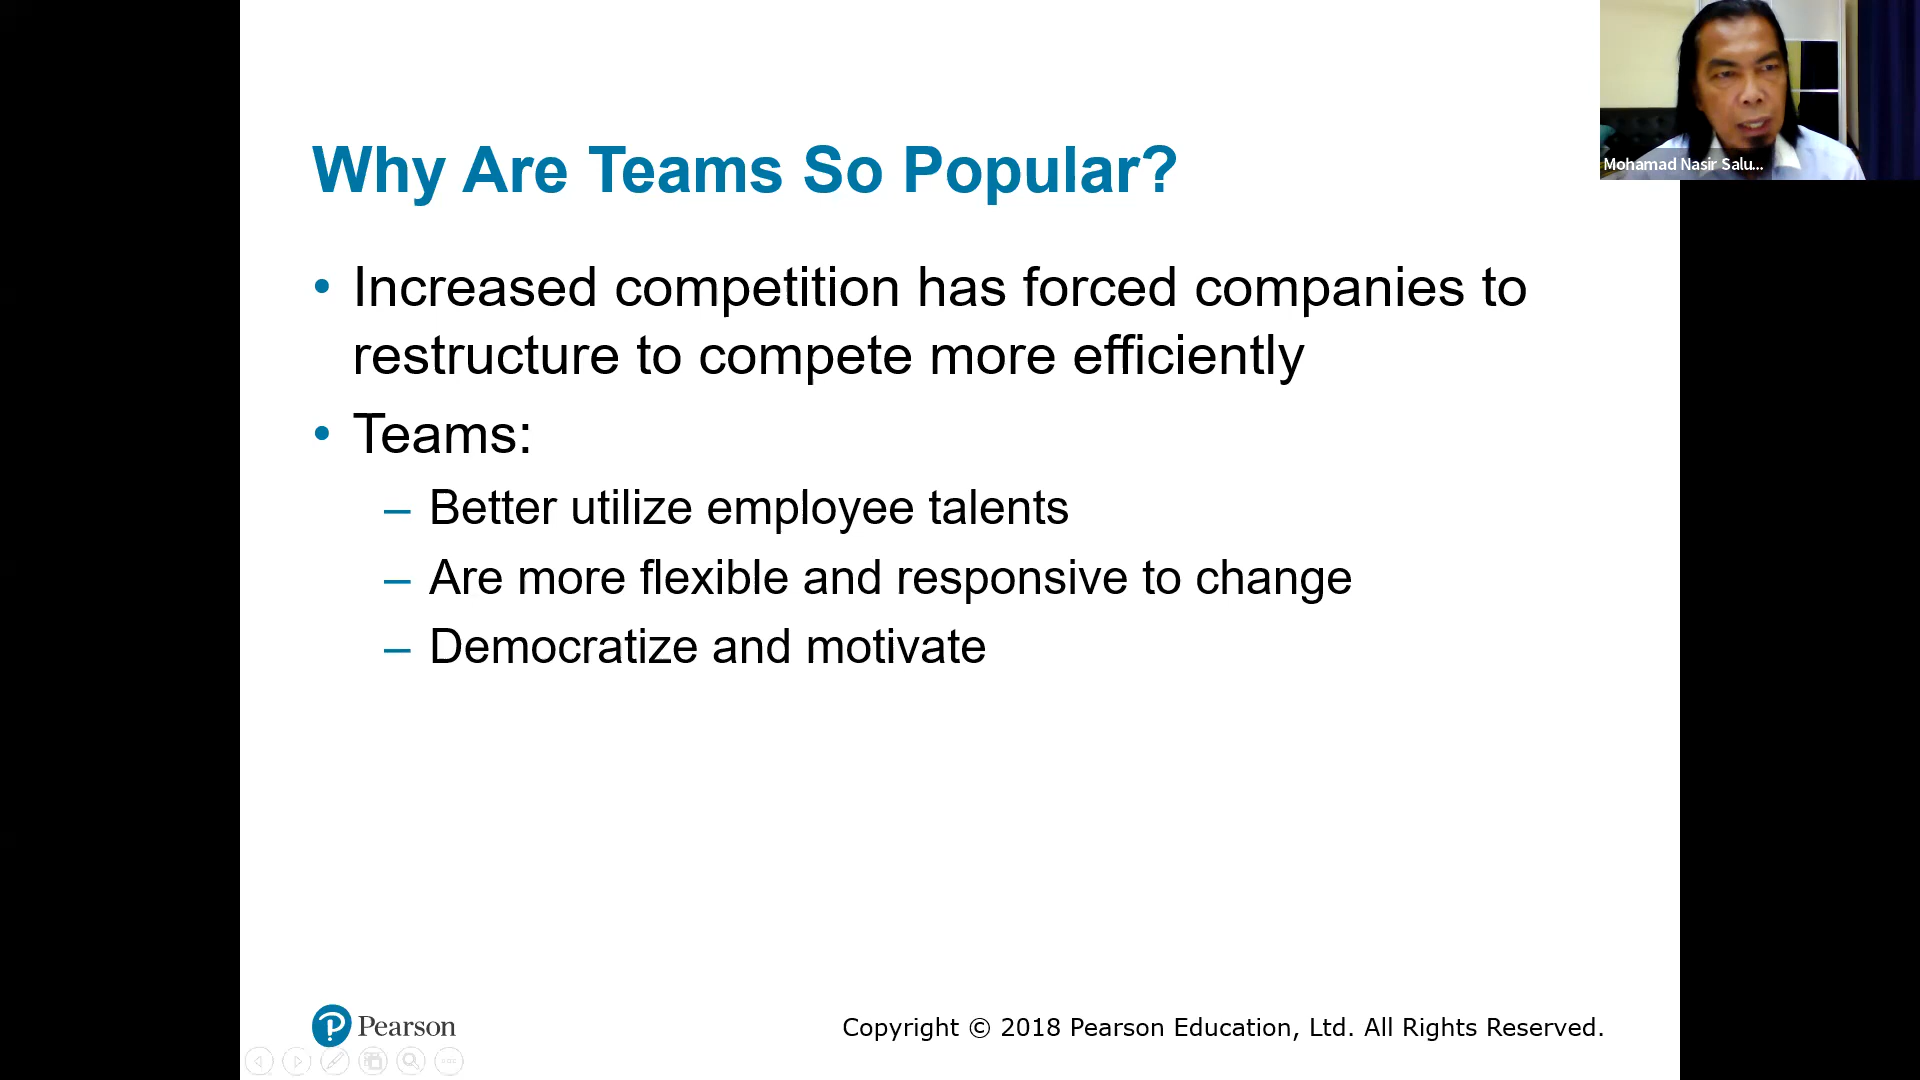 Why Are Teams So Popular?
Mohamad Nasir Salu...
• Increased competition has forced companies to
restructure to compete more efficiently
• Teams:
– Better utilize employee talents
– Are more flexible and responsive to change
– Democratize and motivate
Pearson
Copyright © 2018 Pearson Education, Ltd. All Rights Reserved.